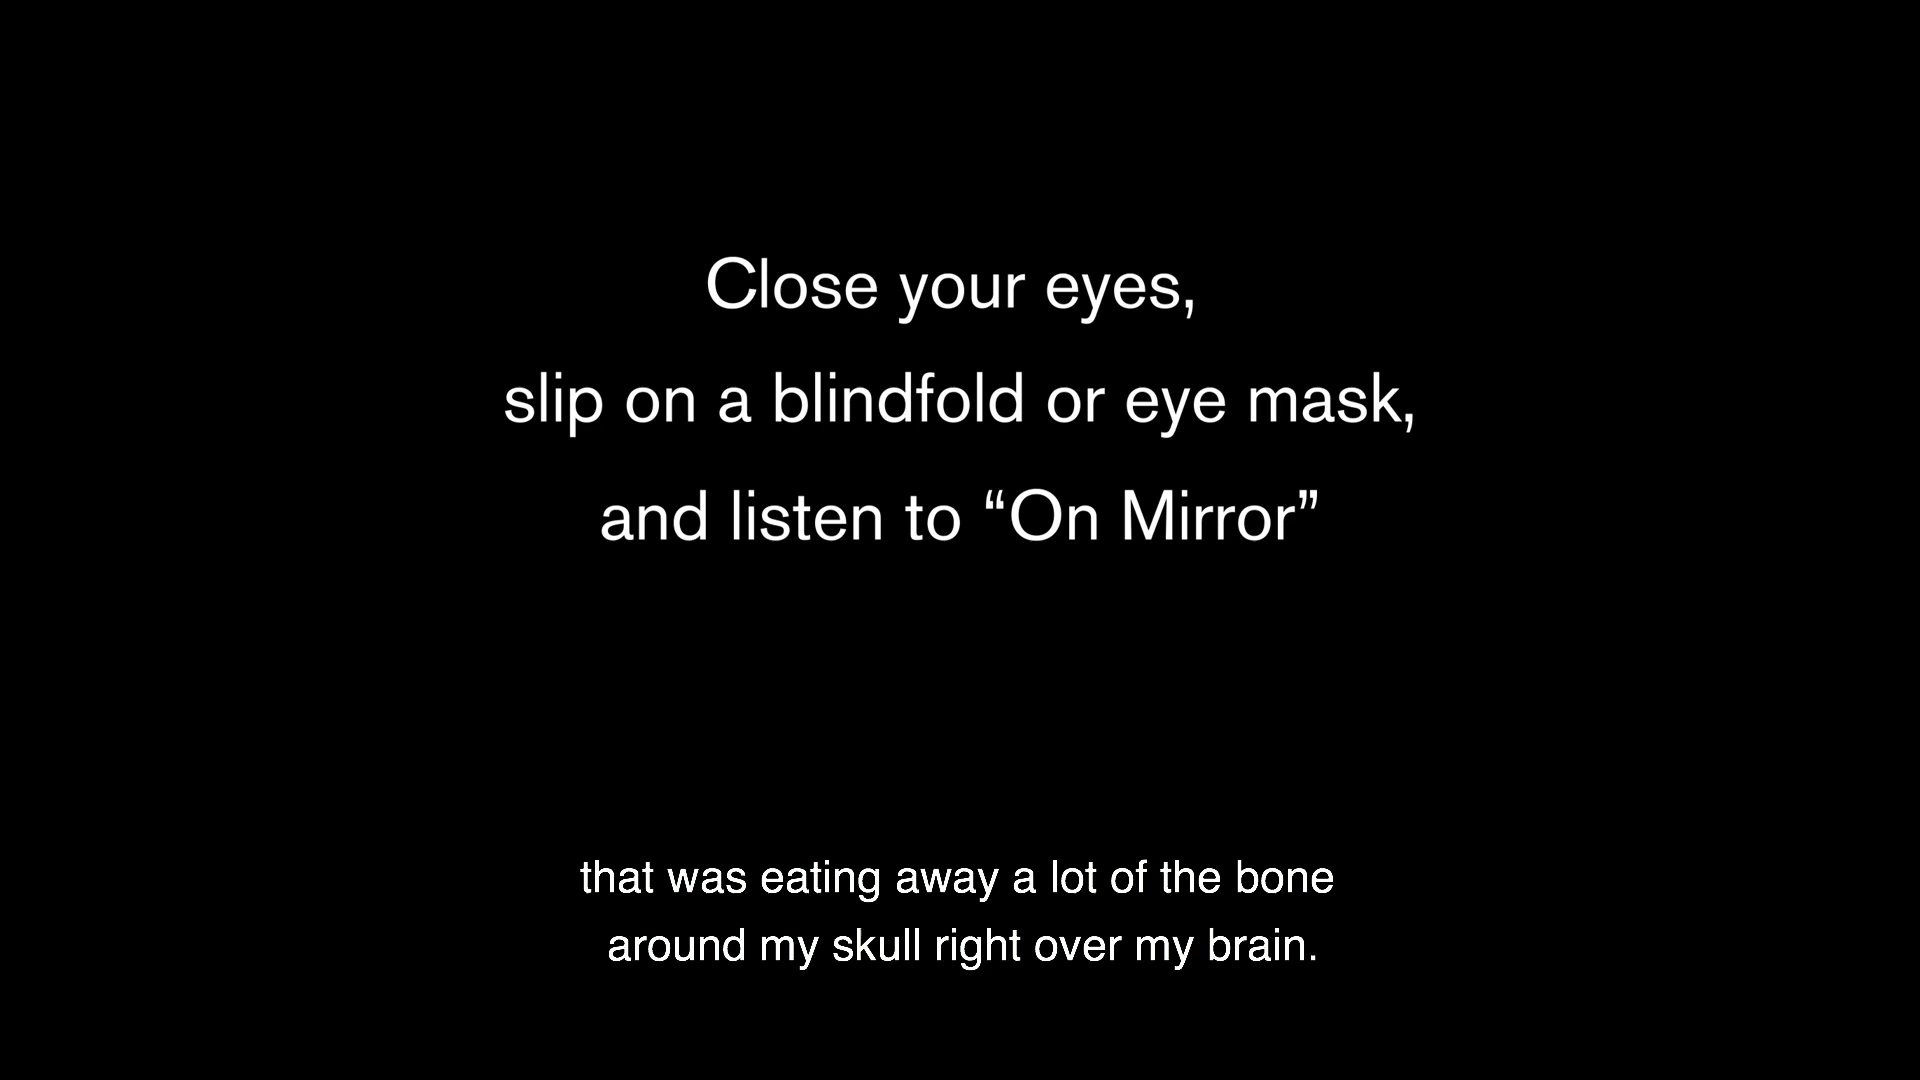 Close your eyes,
slip on a blindfold or eye mask,
and listen to “On Mirror”
that was eating away a lot of the bone
around my skull right over my brain.